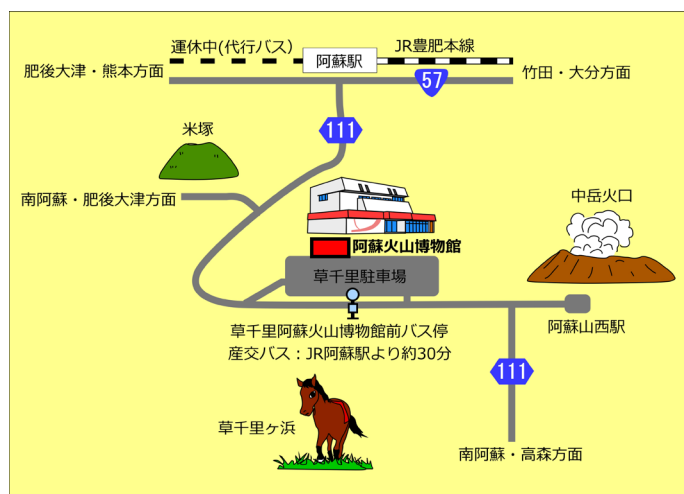 運休中(代行バス)
JR豊肥本線
阿蘇駅
肥後大津・熊本方面
57
竹田・大分方面
111
米塚
南阿蘇・肥後大津方面
中岳火口
阿蘇火山博物館
草千里駐車場
草千里阿蘇火山博物館前バス停
産交バス：JR阿蘇駅より約30分
阿蘇山西駅
111
草千里ヶ浜
南阿蘇・高森方面